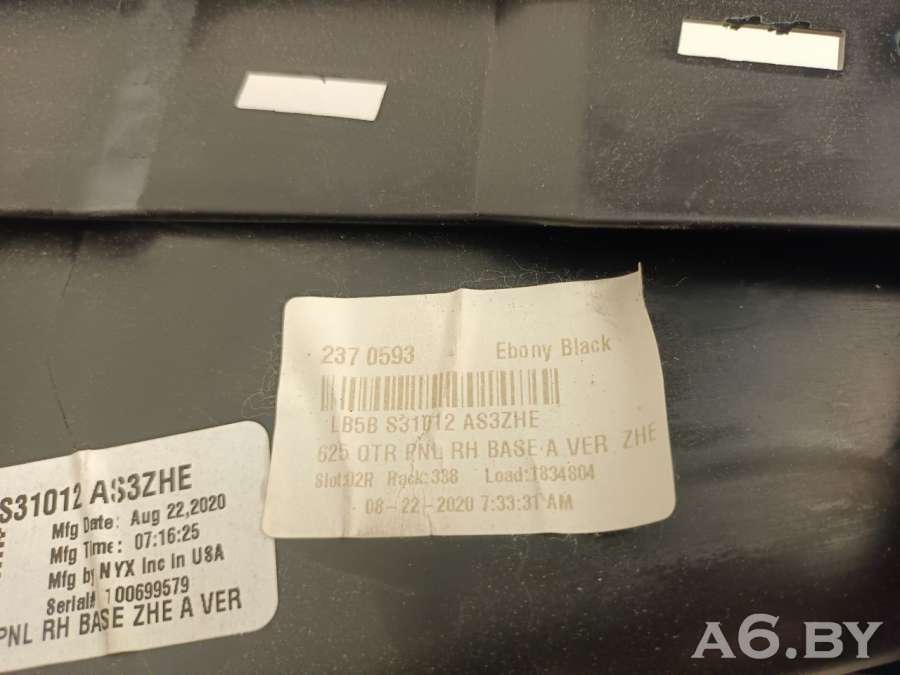 237 0593 Ebony Black
LB5B S31012 AS3ZHE
625 QTR PNL RH BASE A VER ZHE
Slot:02R Rack:338 Load:1834804
08-22-2020 7:33:31 AM
S31012 AS3ZHE
Mfg Date: Aug 22,2020
Mfg Time: 07:16:25
Mfg by NYX Inc in USA
Serial# 100699579
PNL RH BASE ZHE A VER
A6.BY